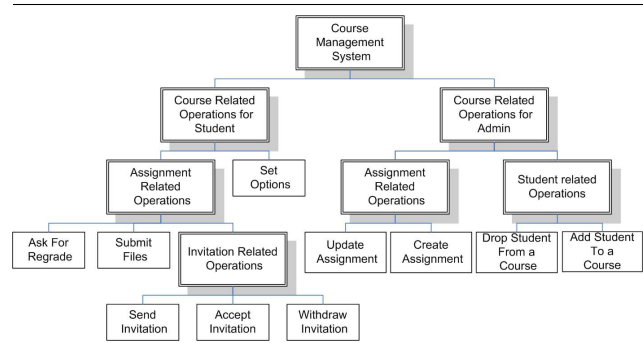 Course
Management
System
Course Related
Operations for
Student
Course Related
Operations for
Admin
Assignment
Related
Operations
Set
Options
Assignment
Related
Operations
Student related
Operations
Ask For
Regrade
Submit
Files
Invitation Related
Operations
Update
Assignment
Create
Assignment
Drop Student
From a
Course
Add Student
To a
Course
Send
Invitation
Accept
Invitation
Withdraw
Invitation